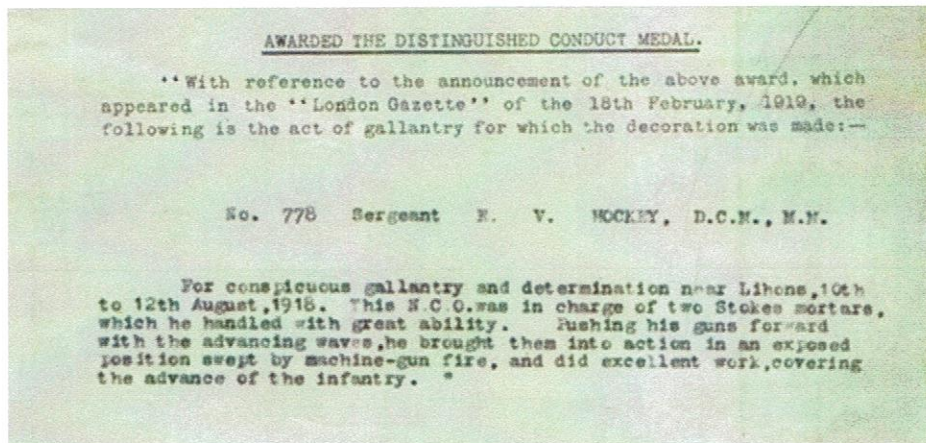 AWARDED THE DISTINGUISHED CONDUCT MEDAL.
‘‘With reference to the announcement of the above award, which
appeared in the ‘‘London Gazette’’ of the 18th February, 1919, the
following is the act of gallantry for which the decoration was made:—
No. 778 Sergeant V. HOCKEY, D.C.M., M.M.
For conspicuous gallantry and determination near Lihons,10th
to 12th August,1918. This N.C.O.was in charge of two Stokes mortars,
which he handled with great ability. Pushing his guns forward
with the advancing waves,he brought them into action in an exposed
position swept by machine-gun fire, and did excellent work,covering
the advance of the infantry. "